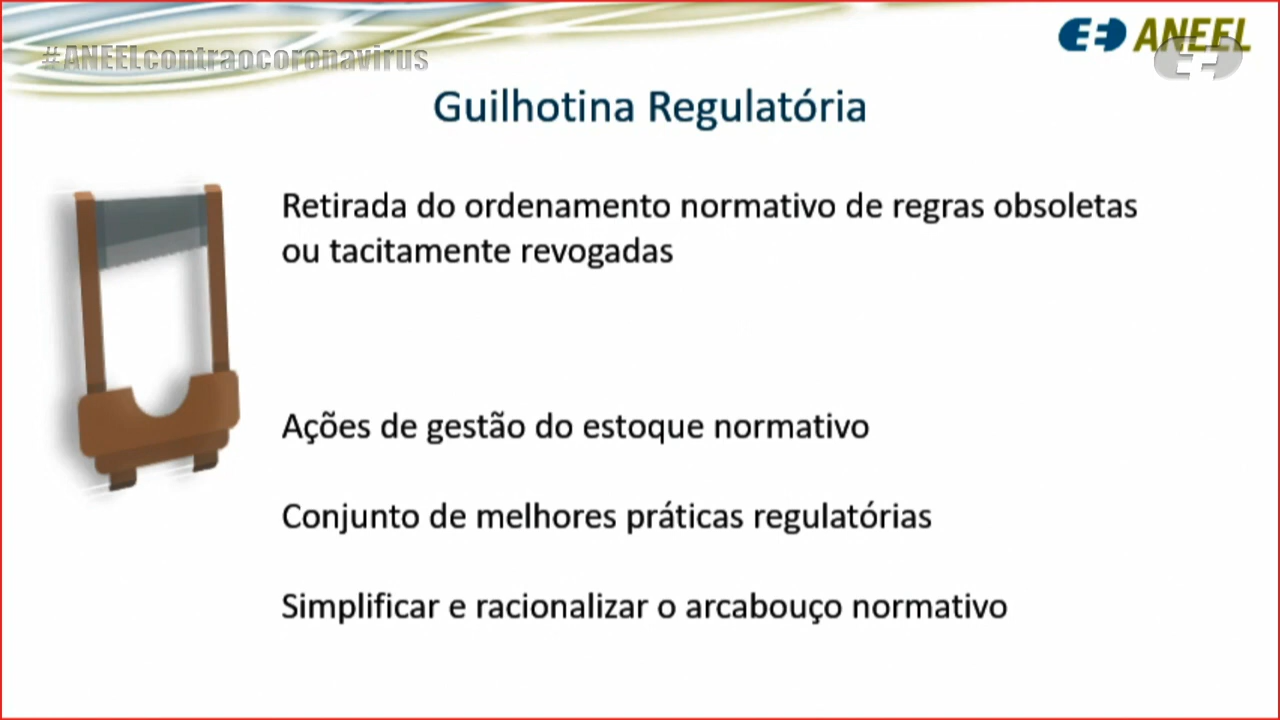 #ANEELcontraocoronavirus
ANEEL
Guilhotina Regulatória
Retirada do ordenamento normativo de regras obsoletas
ou tacitamente revogadas
Ações de gestão do estoque normativo
Conjunto de melhores práticas regulatórias
Simplificar e racionalizar o arcabouço normativo